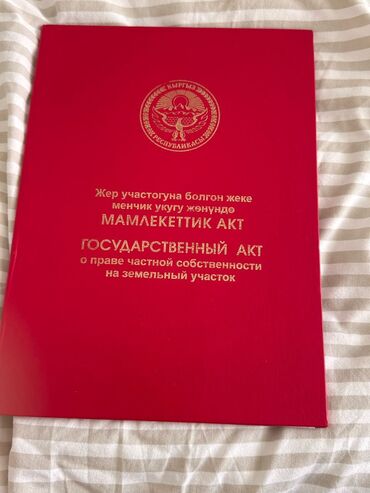 КЫРГЫЗ
РЕСПУБЛИКАСЫ
Жер участогуна болгон жеке
менчик укугу жөнүндө
МАМЛЕКЕТТИК АКТ
ГОСУДАРСТВЕННЫЙ АКТ
о праве частной собственности
на земельный участок